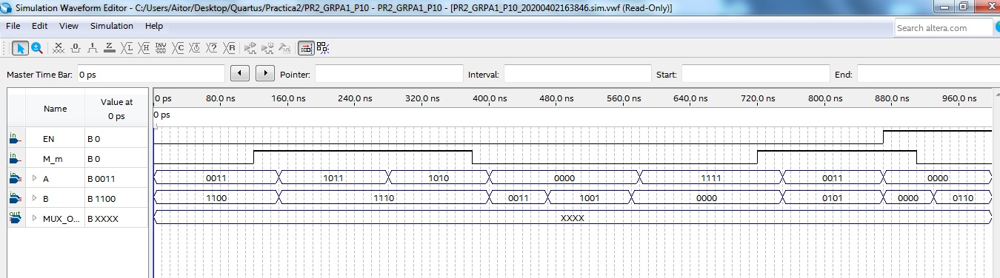 Simulation Waveform Editor - C:/Users/Aitor/Desktop/Quartus/Practica2/PR2_GRPA1_P10 - PR2_GRPA1_P10 - [PR2_GRPA1_P10_20200402163846.sim.vwf (Read-Only)]
File Edit View Simulation Help
Search altera.com
Master Time Bar: 0 ps Pointer: Interval: Start: End:
Name Value at 0 ps
0 ps 80.0 ns 160.0 ns 240.0 ns 320.0 ns 400.0 ns 480.0 ns 560.0 ns 640.0 ns 720.0 ns 800.0 ns 880.0 ns 960.0 ns
0 ps
in EN B 0
in M_m B 0
in A B 0011 0011 1011 1010 0000 1111 0011 0000
in B B 1100 1100 1110 0011 1001 0000 0101 0000 0110
out MUX_O... B XXXX XXXX